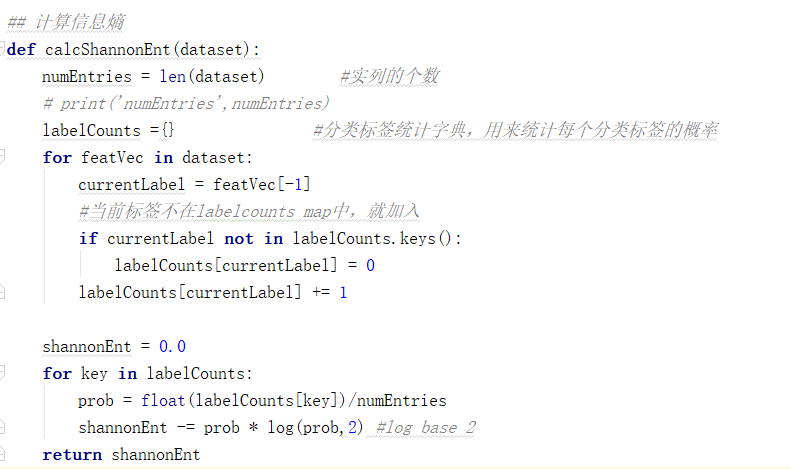 ## 计算信息熵
def calcShannonEnt(dataset):
    numEntries = len(dataset)        #实列的个数
    # print('numEntries',numEntries)
    labelCounts ={}               #分类标签统计字典，用来统计每个分类标签的概率
    for featVec in dataset:
        currentLabel = featVec[-1]
        #当前标签不在labelcounts map中，就加入
        if currentLabel not in labelCounts.keys():
            labelCounts[currentLabel] = 0
        labelCounts[currentLabel] += 1
    shannonEnt = 0.0
    for key in labelCounts:
        prob = float(labelCounts[key])/numEntries
        shannonEnt -= prob * log(prob,2) #log base 2
    return shannonEnt